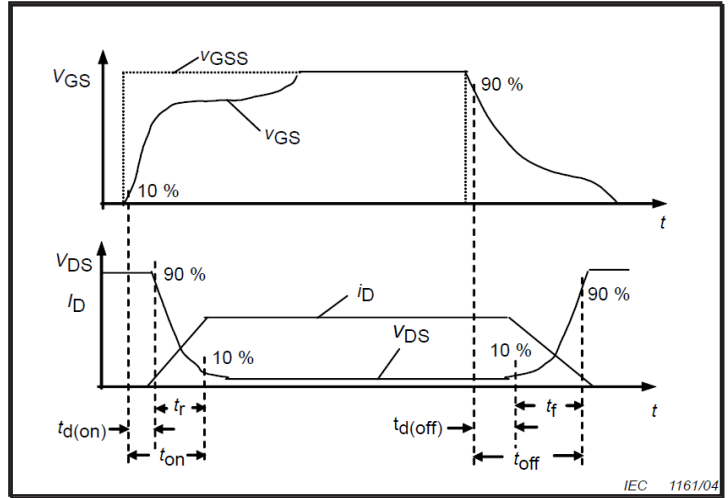 VGS
vGSS
90 %
vGS
10 %
t
VDS
90 %
iD
ID
90 %
VDS
10 %
10 %
tr
tf
t
td(on)
td(off)
ton
toff
IEC 1161/04